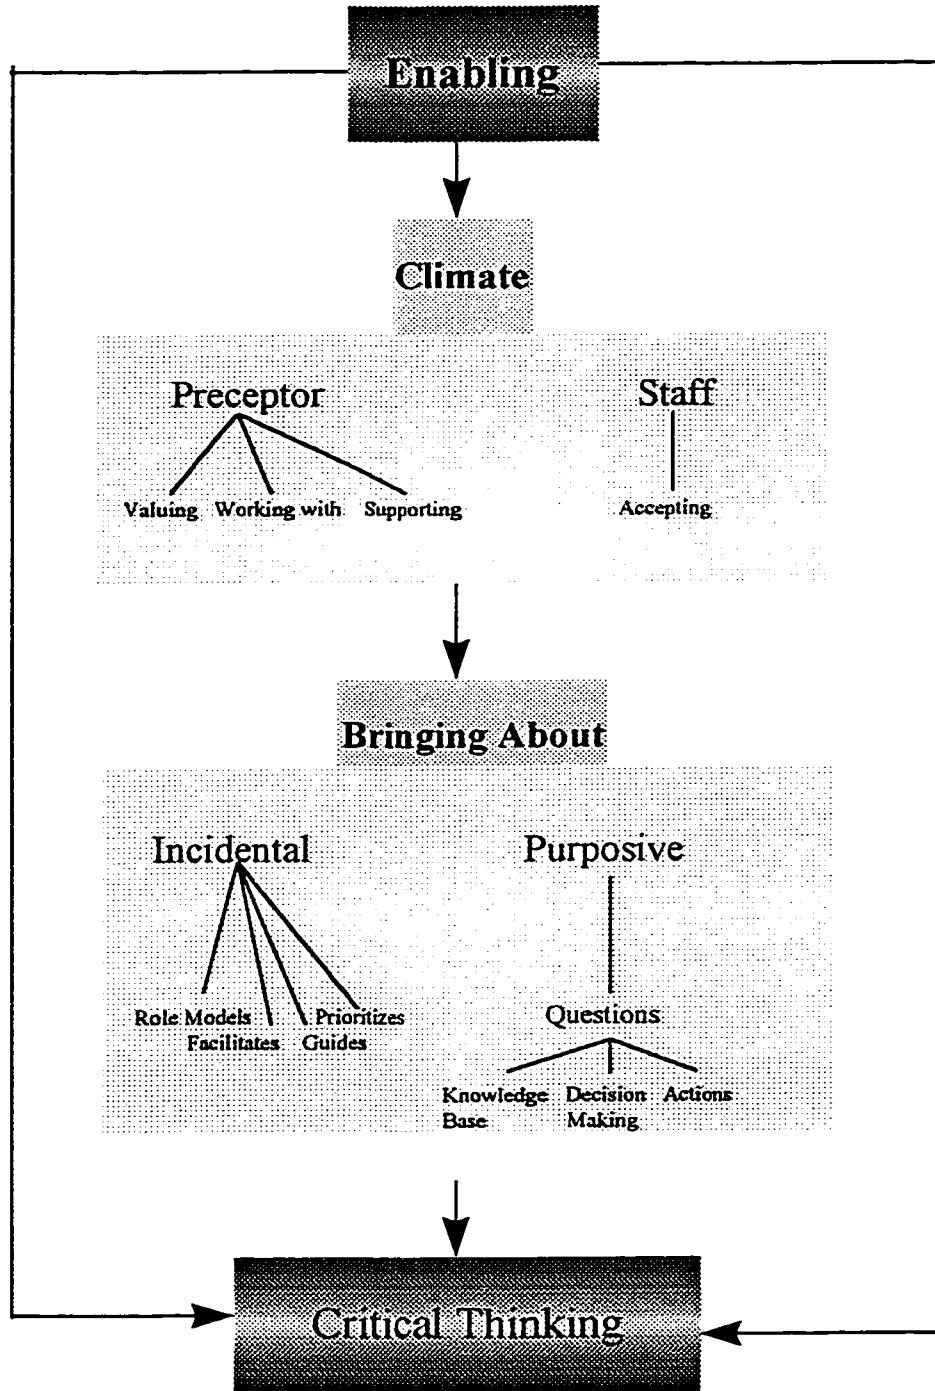 Enabling
Climate
Preceptor Staff
Valuing Working with Supporting Accepting
Bringing About
Incidental Purposive
Role Models Prioritizes Questions
Facilitates Guides
Knowledge Decision Actions
Base Making
Critical Thinking